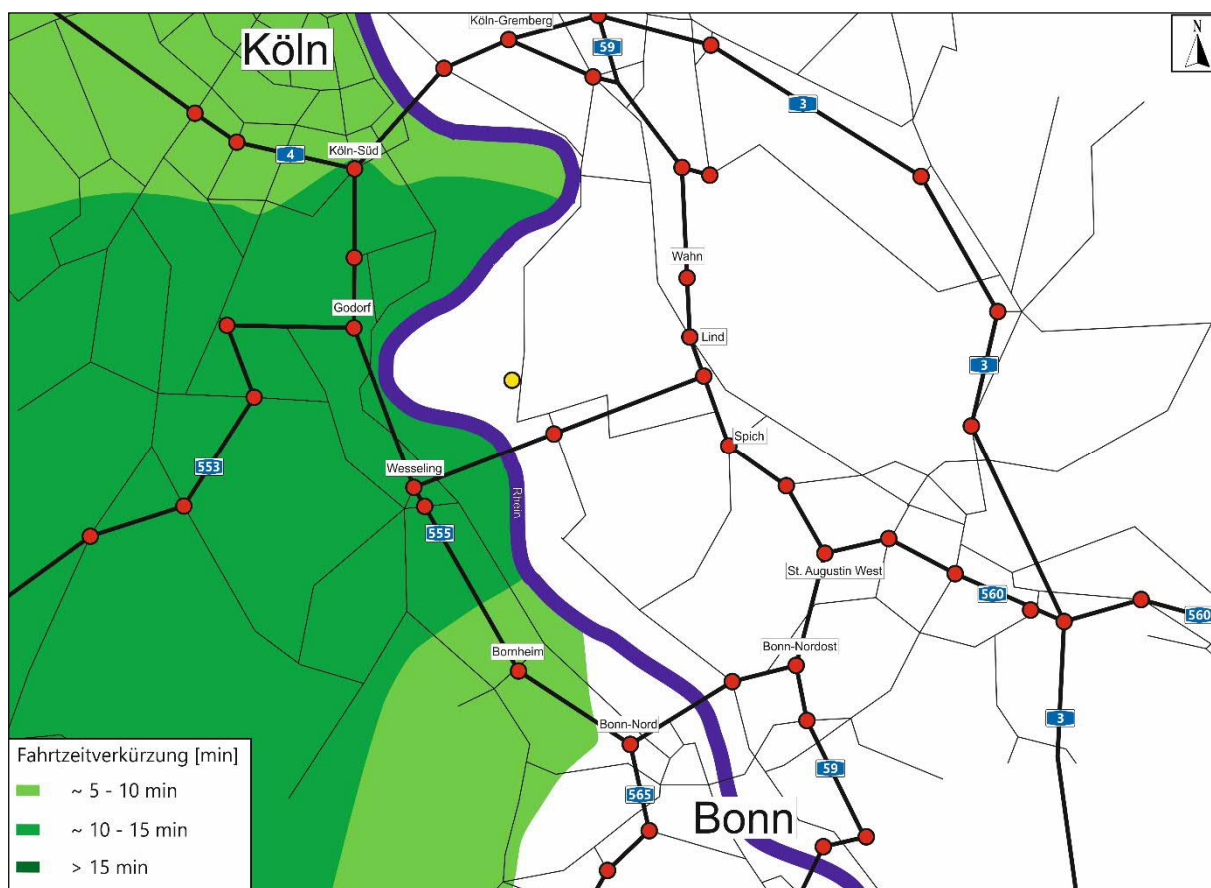 Köln-Gremberg
N
Köln
59
3
Köln-Süd
4
Wahn
Godorf
Lind
3
Spich
553
Wesseling
Rhein
555
St. Augustin West
560
560
Bornheim
Bonn-Nordost
Bonn-Nord
3
Fahrtzeitverkürzung [min]
~ 5 - 10 min
~ 10 - 15 min
> 15 min
59
565
Bonn